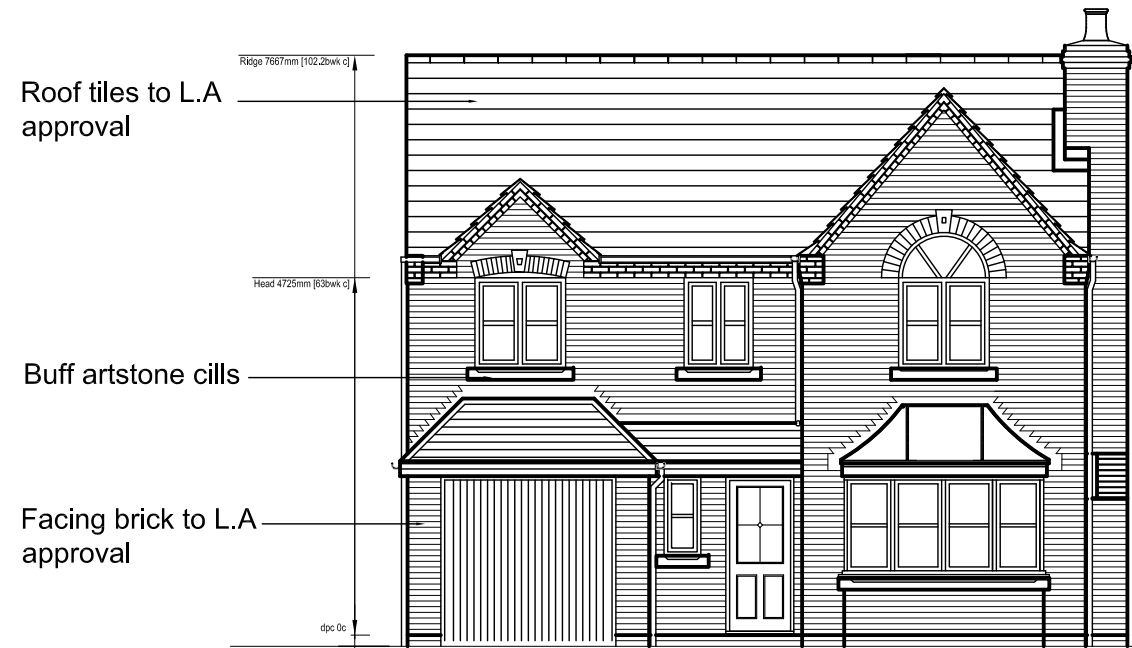 Ridge 7667mm [102.2bwk c]
Roof tiles to L.A
approval
Head 4725mm [63bwk c]
Buff artstone cills
Facing brick to L.A
approval
dpc 0c